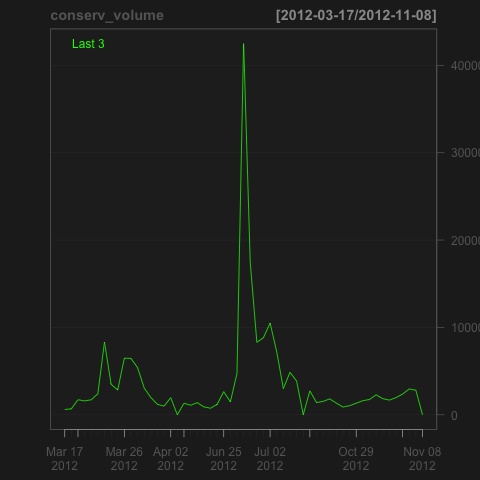 conserv_volume [2012-03-17/2012-11-08]
Last 3
40000
30000
20000
10000
0
Mar 17 Mar 26 Apr 02 Jun 25 Jul 02 Oct 29 Nov 08
2012 2012 2012 2012 2012 2012 2012